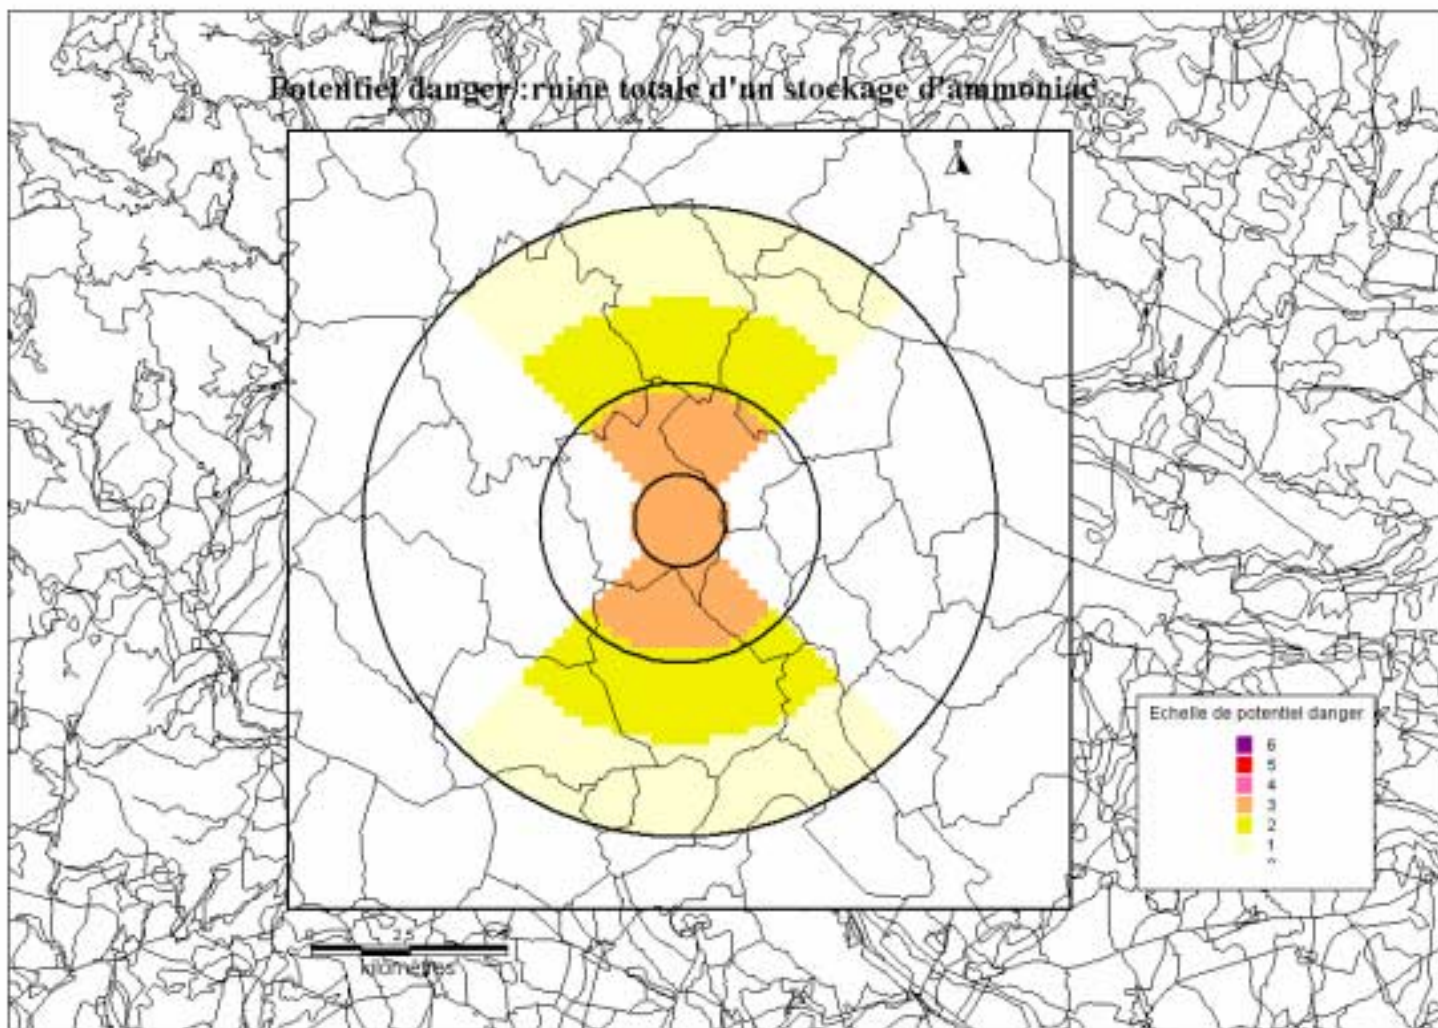 Potentiel danger :ruine totale d'un stockage d'ammoniac
N
Echelle de potentiel danger
6
5
4
3
2
1
0 2,5
kilomètres